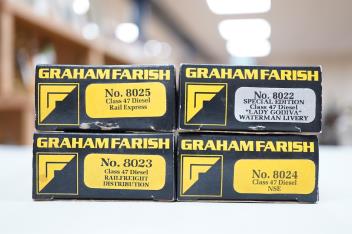 GRAHAM FARISH
No. 8025
Class 47 Diesel
Rail Express
GRAHAM FARISH
No. 8022
SPECIAL EDITION
Class 47 Diesel
"LADY GODIVA"
WATERMAN LIVERY
GRAHAM FARISH
No. 8023
Class 47 Diesel
RAILFREIGHT
DISTRIBUTION
GRAHAM FARISH
No. 8024
Class 47 Diesel
NSE